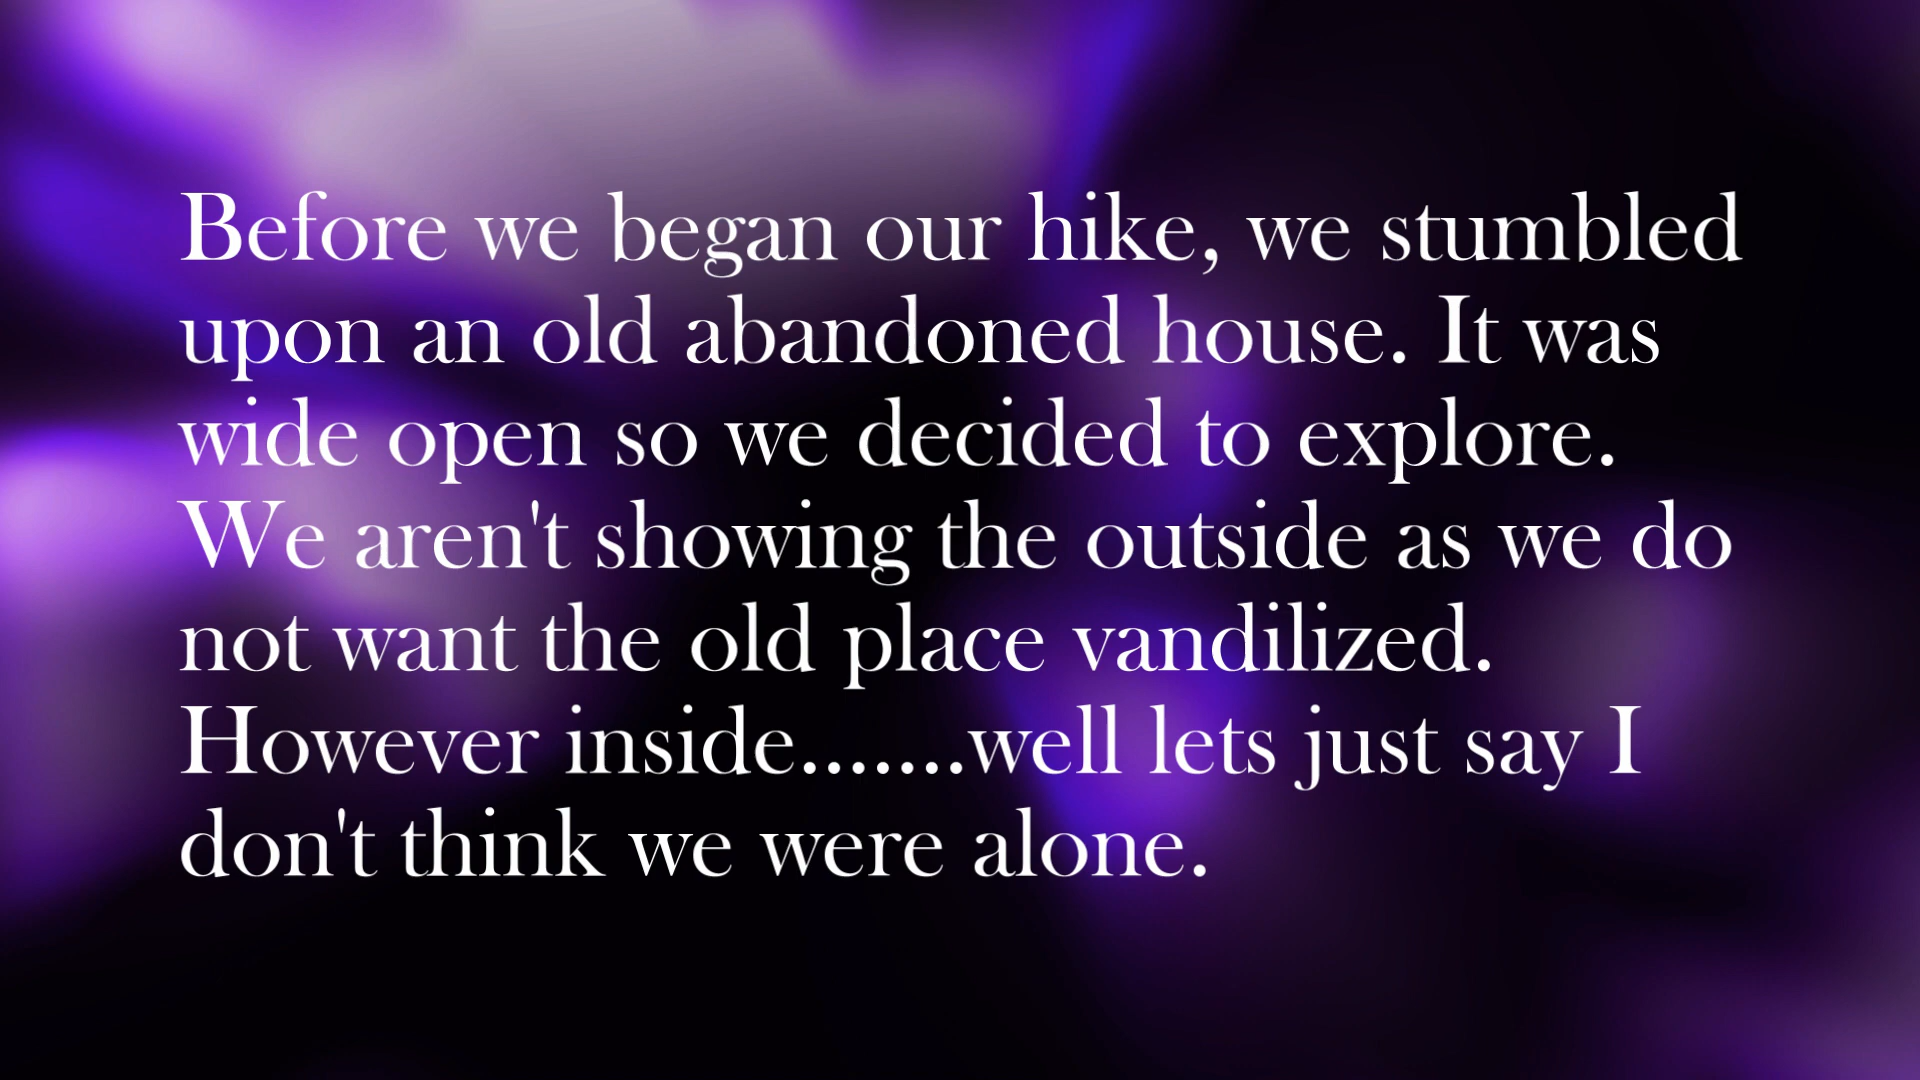 Before we began our hike, we stumbled
upon an old abandoned house. It was
wide open so we decided to explore.
We aren't showing the outside as we do
not want the old place vandilized.
However inside.......well lets just say I
don't think we were alone.